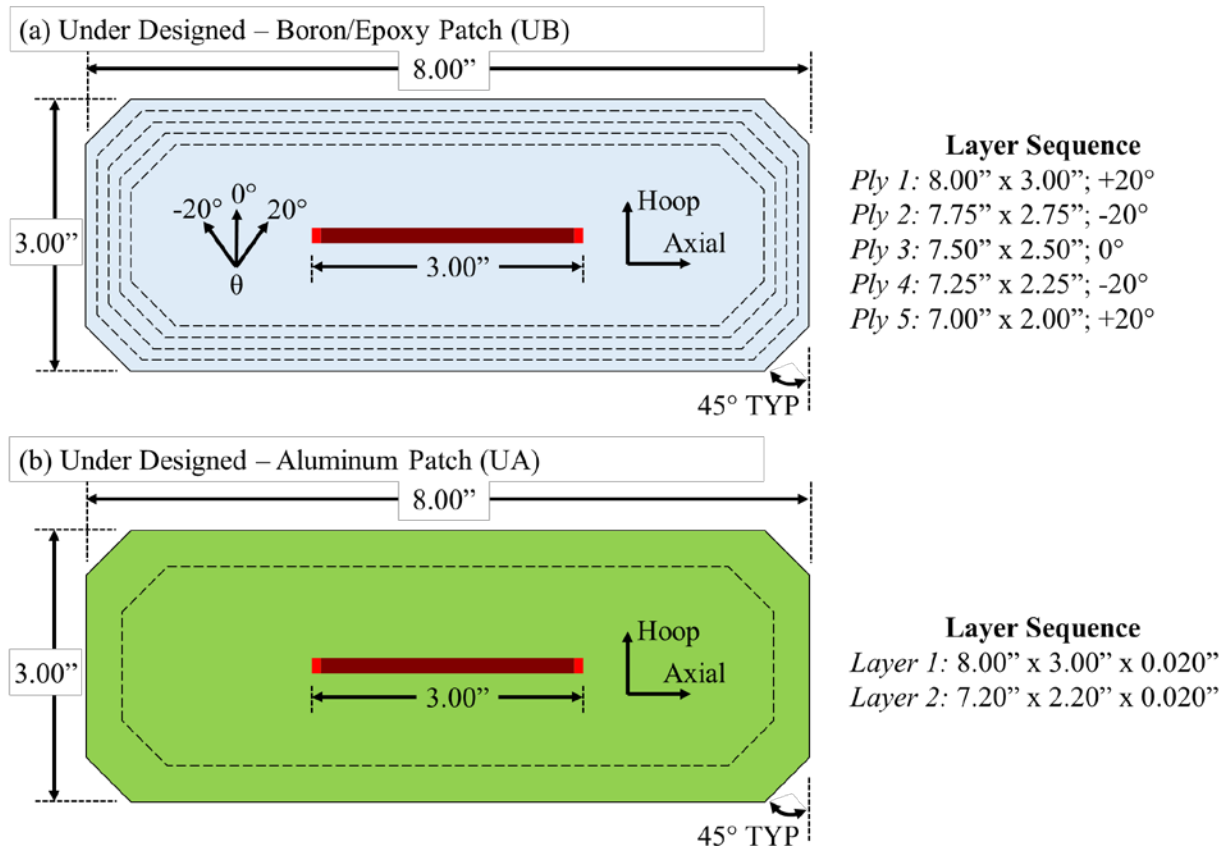 (a) Under Designed – Boron/Epoxy Patch (UB)
8.00”
3.00”
-20°
0°
20°
θ
3.00”
Hoop
Axial
45° TYP
Layer Sequence
Ply 1: 8.00” x 3.00”; +20°
Ply 2: 7.75” x 2.75”; -20°
Ply 3: 7.50” x 2.50”; 0°
Ply 4: 7.25” x 2.25”; -20°
Ply 5: 7.00” x 2.00”; +20°
(b) Under Designed – Aluminum Patch (UA)
8.00”
3.00”
3.00”
Hoop
Axial
45° TYP
Layer Sequence
Layer 1: 8.00” x 3.00” x 0.020”
Layer 2: 7.20” x 2.20” x 0.020”